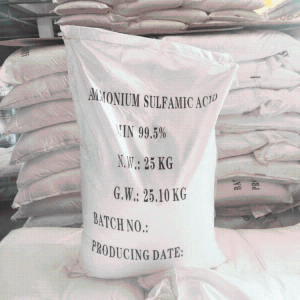 AMMONIUM SULFAMIC ACID
MIN 99.5%
N.W.: 25 KG
G.W.: 25.10 KG
BATCH NO.:
PRODUCING DATE: